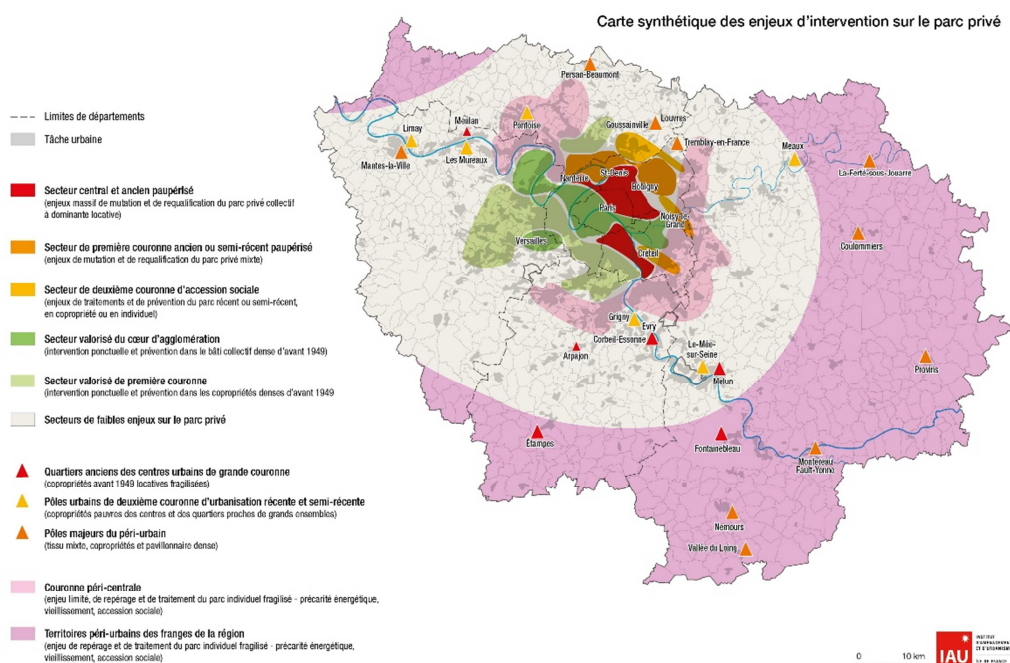 Carte synthétique des enjeux d'intervention sur le parc privé
Limites de départements
Tâche urbaine
Secteur central et ancien paupérisé
(enjeux massif de mutation et de requalification du parc privé collectif
à dominante locative)
Secteur de première couronne ancien ou semi-récent paupérisé
(enjeux de mutation et de requalification du parc privé mixte)
Secteur de deuxième couronne d'accession sociale
(enjeux de traitements et de prévention du parc récent ou semi-récent,
en copropriété ou en individuel)
Secteur valorisé du cœur d'agglomération
(intervention ponctuelle et prévention dans le bâti collectif dense d'avant 1949)
Secteur valorisé de première couronne
(intervention ponctuelle et prévention dans les copropriétés denses d'avant 1949
Secteurs de faibles enjeux sur le parc privé
Quartiers anciens des centres urbains de grande couronne
(copropriétés avant 1949 locatives fragilisées)
Pôles urbains de deuxième couronne d'urbanisation récente et semi-récente
(copropriétés pauvres des centres et des quartiers proches de grands ensembles)
Pôles majeurs du péri-urbain
(tissu mixte, copropriétés et pavillonnaire dense)
Couronne péri-centrale
(enjeu limité, de repérage et de traitement du parc individuel fragilisé - précarité énergétique,
vieillissement, accession sociale)
Territoires péri-urbains des franges de la région
(enjeu de repérage et de traitement du parc individuel fragilisé - précarité énergétique,
vieillissement, accession sociale)
Persan-Beaumont
Meulan
Pontoise
Louvres
Goussainville
Limay
Tremblay-en-France
Meaux
Mantes-la-Ville
Les Mureaux
La-Ferté-sous-Jouarre
St-Denis
Nanterre
Bobigny
Paris
Noisy-le-
Grand
Coulommiers
Versailles
Créteil
Grigny
Evry
Corbeil-Essonne
Arpajon
Le-Mée-
sur-Seine
Melun
Provins
Étampes
Fontainebleau
Montereau
Fault-Yonne
Nemours
Vallée du Loing
0 10 km
IAU
INSTITUT
D'AMÉNAGEMENT
ET D'URBANISME
ÎLE-DE-FRANCE